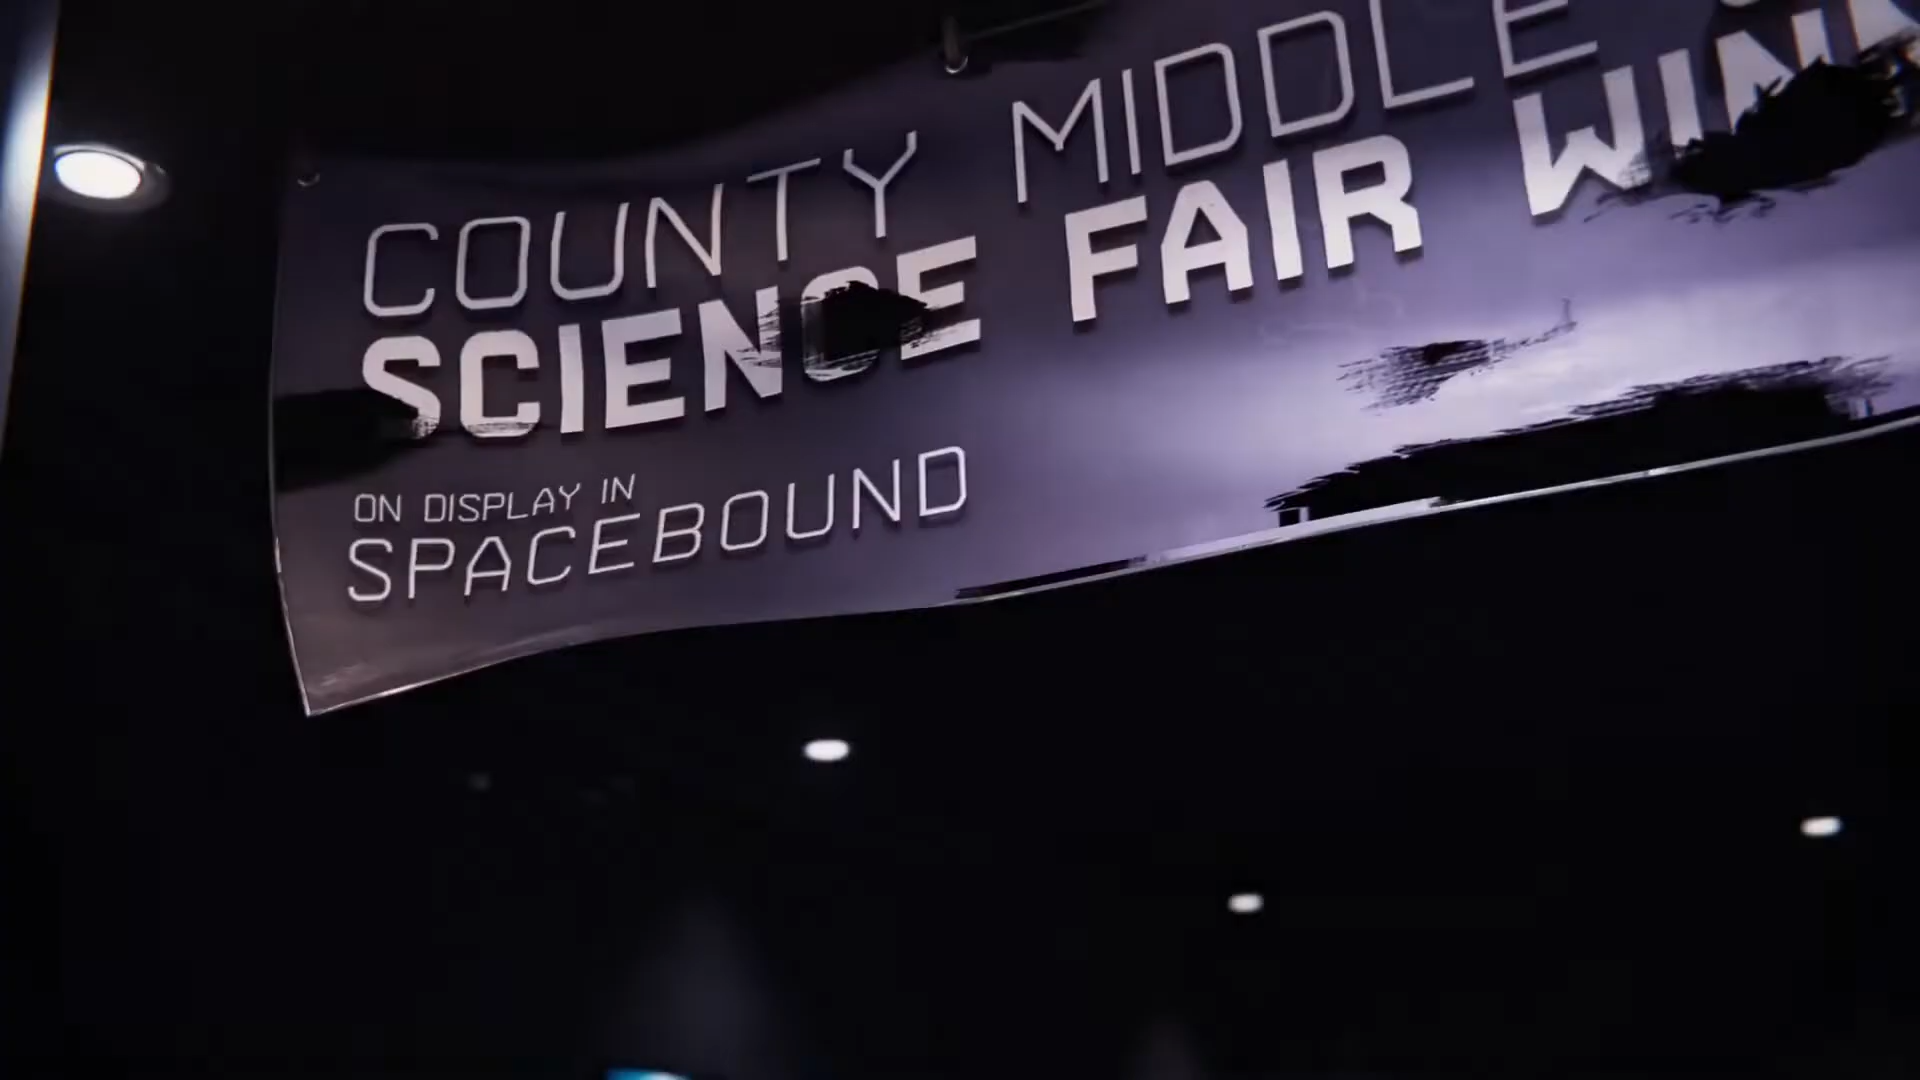 COUNTY MIDDLE
SCIENCE FAIR
ON DISPLAY IN
SPACEBOUND